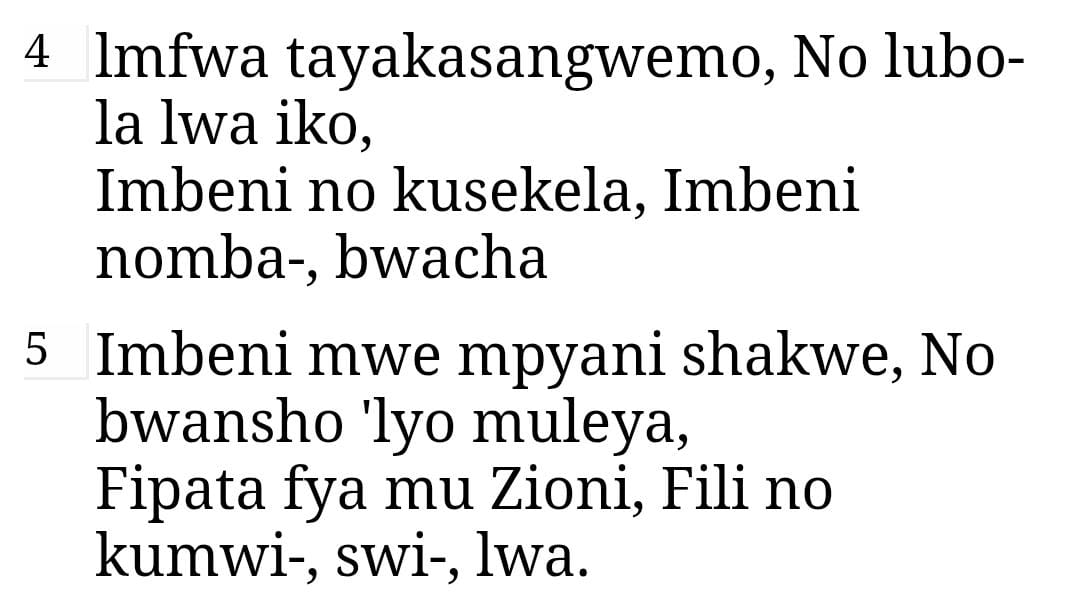 4 lmfwa tayakasangwemo, No lubo-
la lwa iko,
Imbeni no kusekela, Imbeni
nomba-, bwacha
5 Imbeni mwe mpyani shakwe, No
bwansho 'lyo muleya,
Fipata fya mu Zioni, Fili no
kumwi-, swi-, lwa.